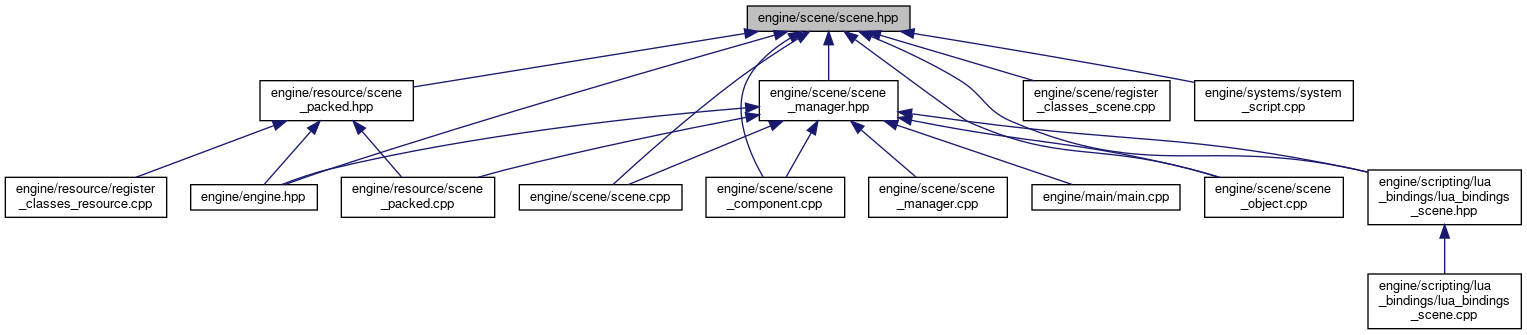 engine/scene/scene.hpp
engine/resource/scene
_packed.hpp
engine/scene/scene
_manager.hpp
engine/scene/register
_classes_scene.cpp
engine/systems/system
_script.cpp
engine/resource/register
_classes_resource.cpp
engine/engine.hpp
engine/resource/scene
_packed.cpp
engine/scene/scene.cpp
engine/scene/scene
_component.cpp
engine/scene/scene
_manager.cpp
engine/main/main.cpp
engine/scene/scene
_object.cpp
engine/scripting/lua
_bindings/lua_bindings
_scene.hpp
engine/scripting/lua
_bindings/lua_bindings
_scene.cpp